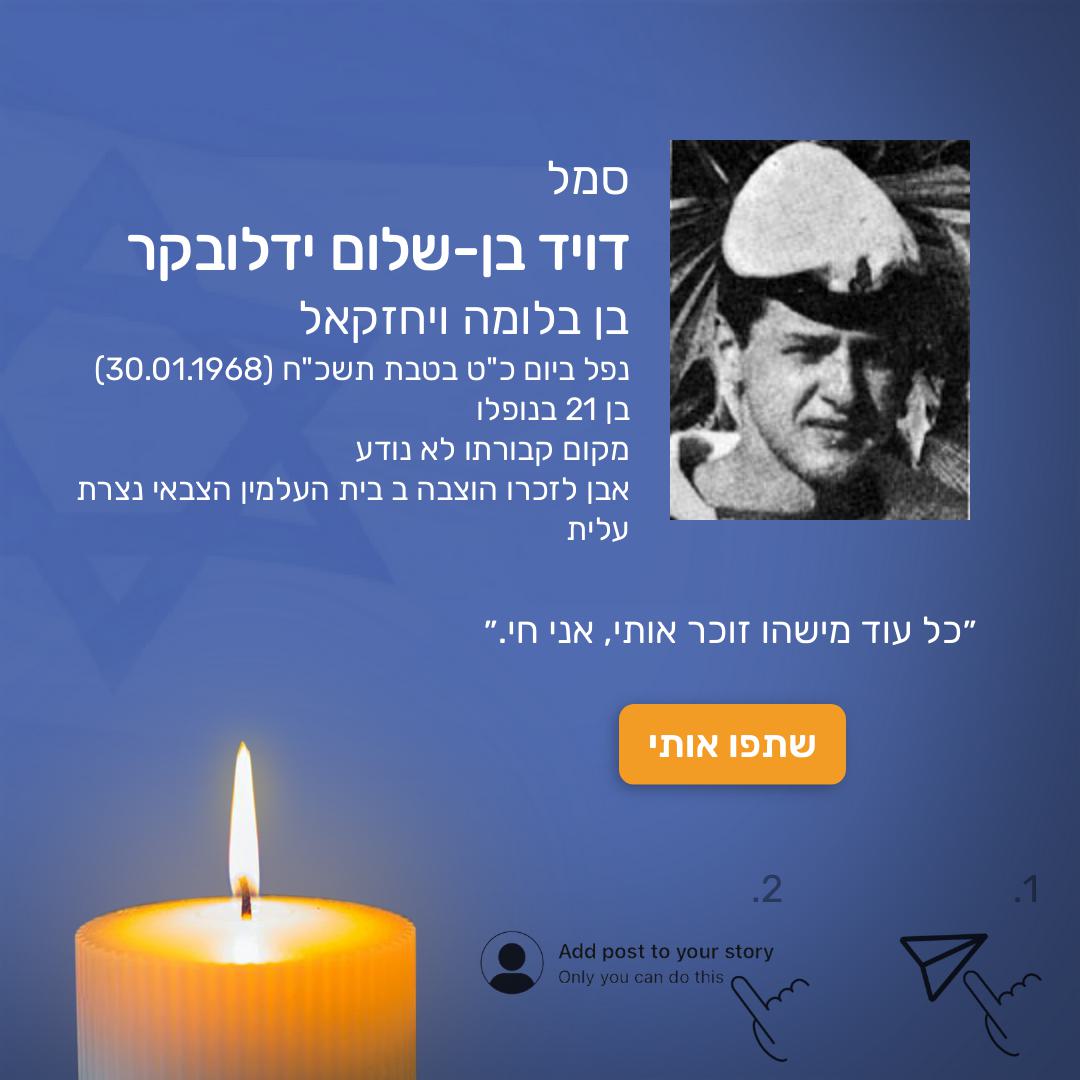 סמל
דויד בן-שלום ידלובקר
בן בלומה ויחזקאל
נפל ביום כ"ט בטבת תשכ"ח (30.01.1968)
בן 21 בנופלו
מקום קבורתו לא נודע
אבן לזכרו הוצבה ב בית העלמין הצבאי נצרת
עלית
״כל עוד מישהו זוכר אותי, אני חי.״
שתפו אותי
.1
.2
Add post to your story
Only you can do this